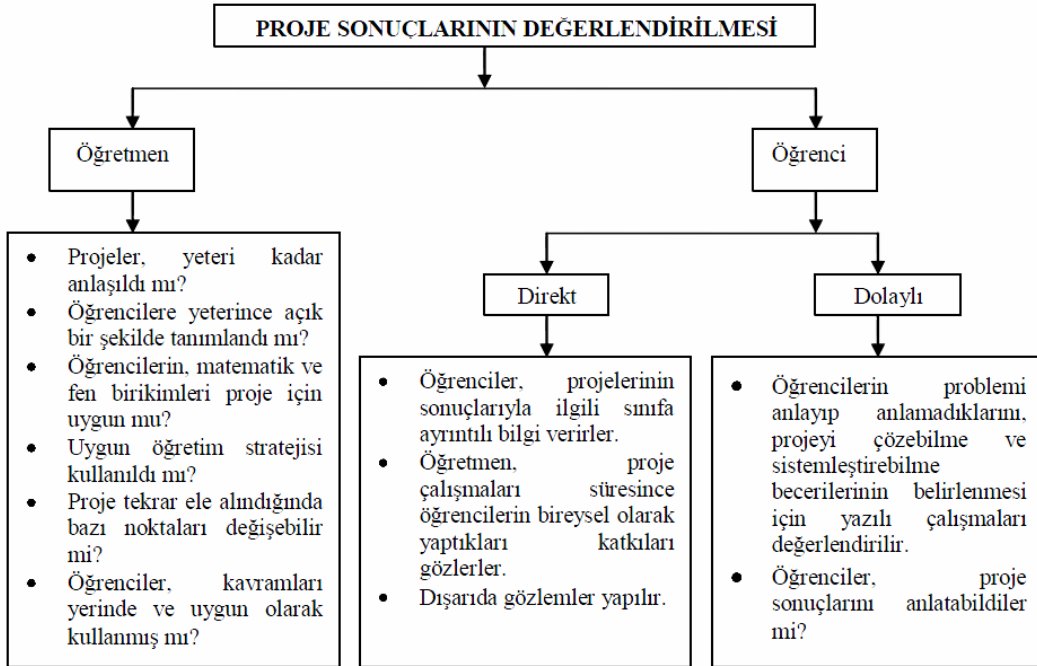 PROJE SONUÇLARININ DEĞERLENDİRİLMESİ
Öğretmen
Öğrenci
• Projeler, yeteri kadar
anlaşıldı mı?
• Öğrencilere yeterince açık
bir şekilde tanımlandı mı?
• Öğrencilerin, matematik ve
fen birikimleri proje için
uygun mu?
• Uygun öğretim stratejisi
kullanıldı mı?
• Proje tekrar ele alındığında
bazı noktaları değişebilir
mi?
• Öğrenciler, kavramları
yerinde ve uygun olarak
kullanmış mı?
Direkt
• Öğrenciler, projelerinin
sonuçlarıyla ilgili sınıfa
ayrıntılı bilgi verirler.
• Öğretmen, proje
çalışmaları süresince
öğrencilerin bireysel olarak
yaptıkları katkıları
gözlerler.
• Dışarıda gözlemler yapılır.
Dolaylı
• Öğrencilerin problemi
anlayıp anlamadıklarını,
projeyi çözebilme ve
sistemleştirebilme
becerilerinin belirlenmesi
için yazılı çalışmaları
değerlendirilir.
• Öğrenciler, proje
sonuçlarını anlatabildiler
mi?